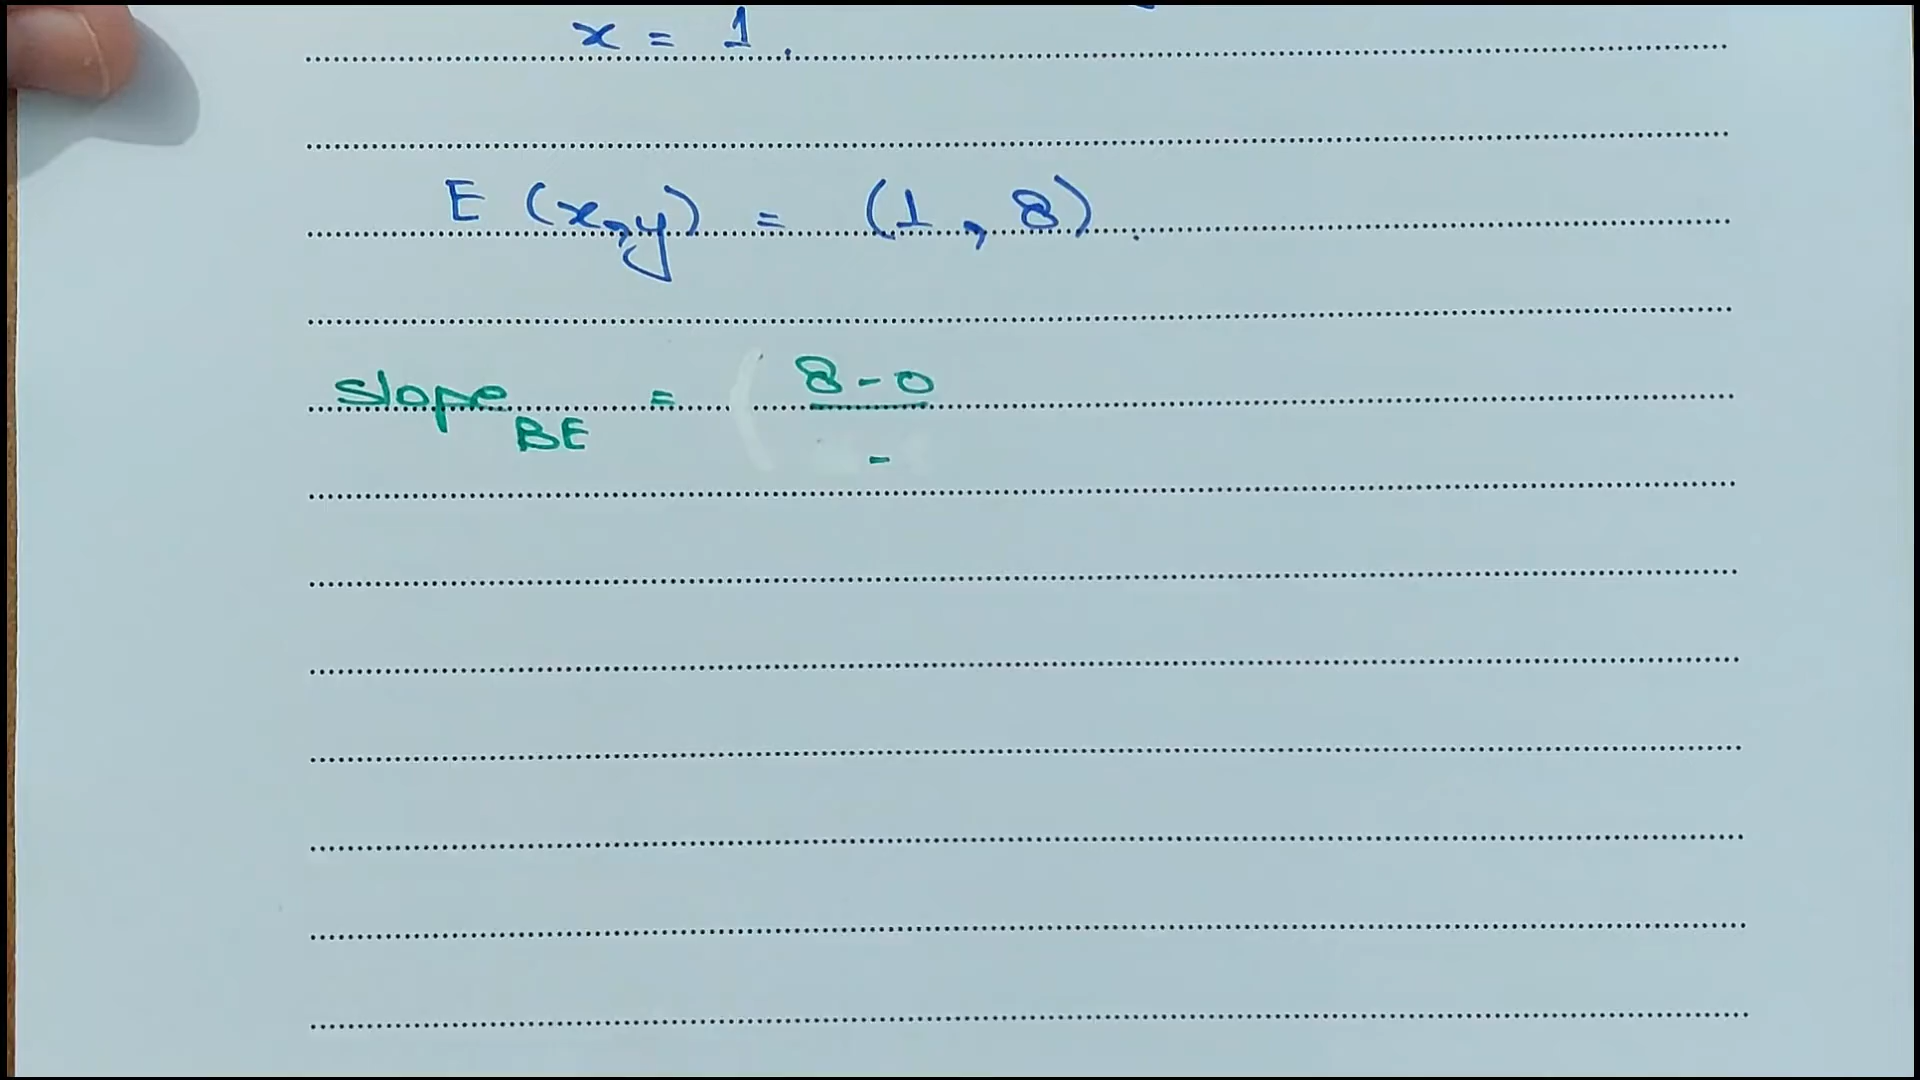 x = 1.
E (x,y) = (1, 8).
slope BE = 8-0
-